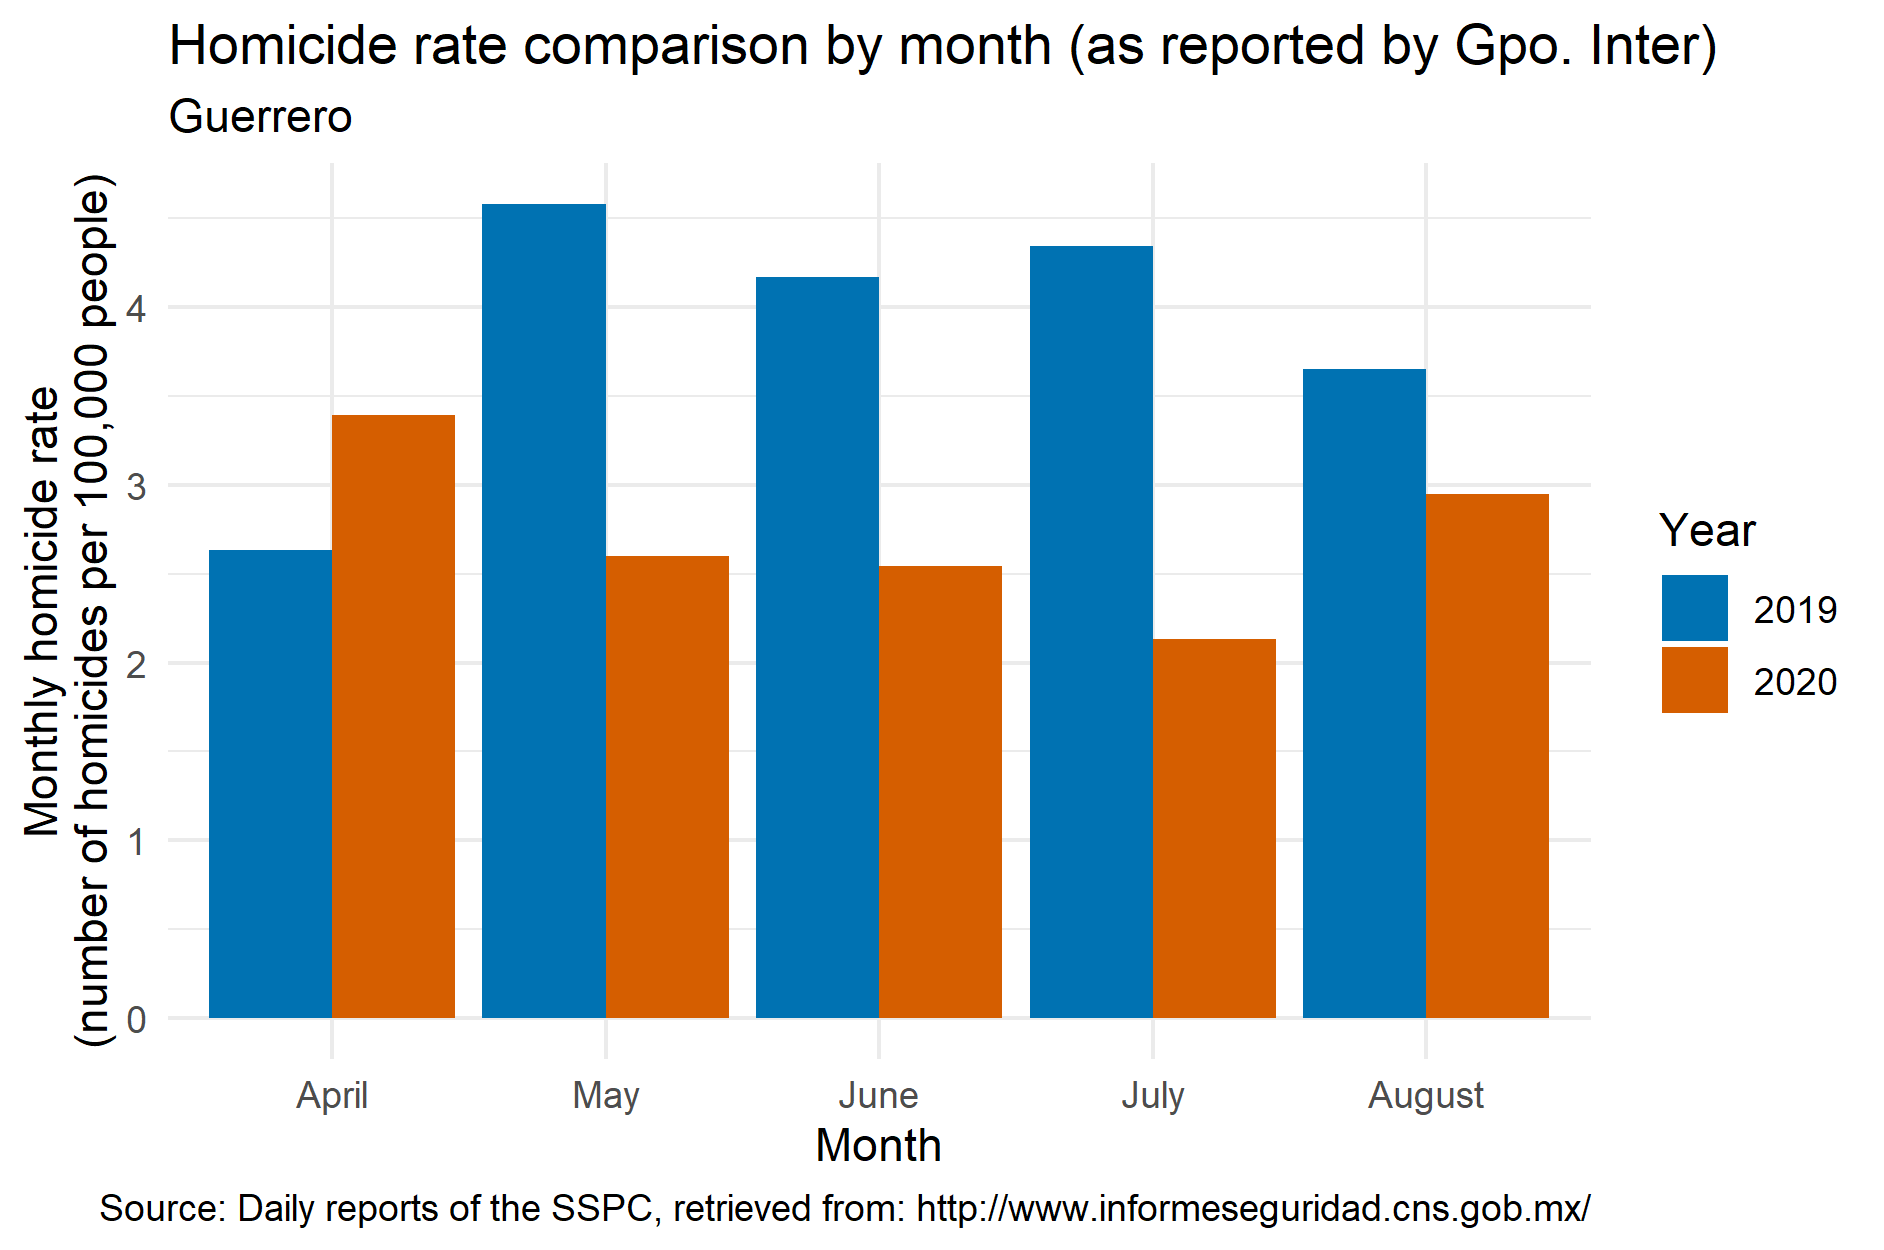 Homicide rate comparison by month (as reported by Gpo. Inter)
Guerrero
Monthly homicide rate
(number of homicides per 100,000 people)
4
3
2
1
0
April
May
June
July
August
Month
Year
2019
2020
Source: Daily reports of the SSPC, retrieved from: http://www.informeseguridad.cns.gob.mx/